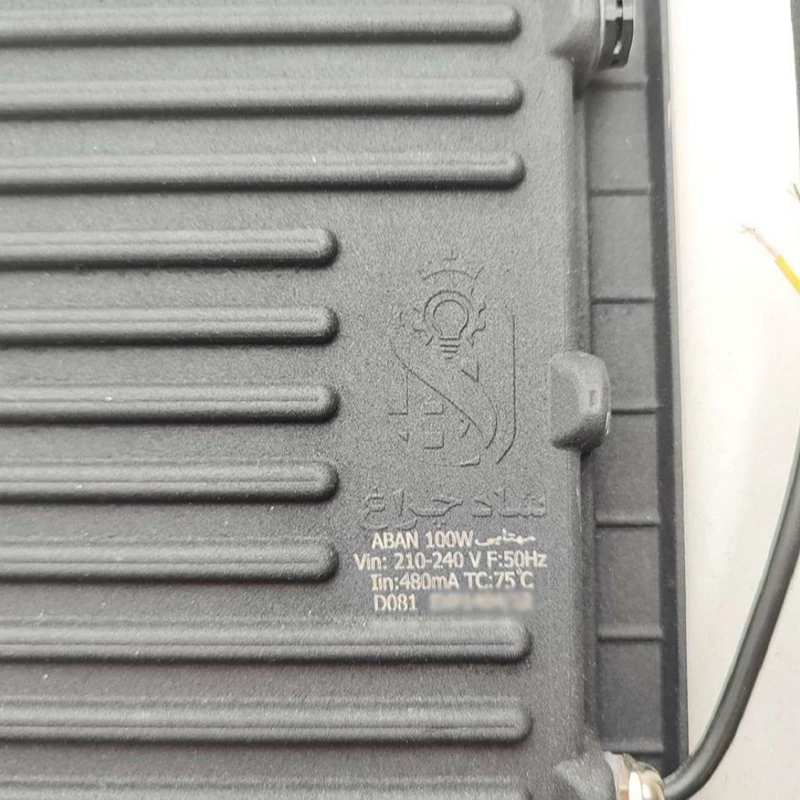 شاد چراغ
ABAN 100W مهتابی
Vin: 210-240 V F:50Hz
Iin:480mA TC:75°C
D081